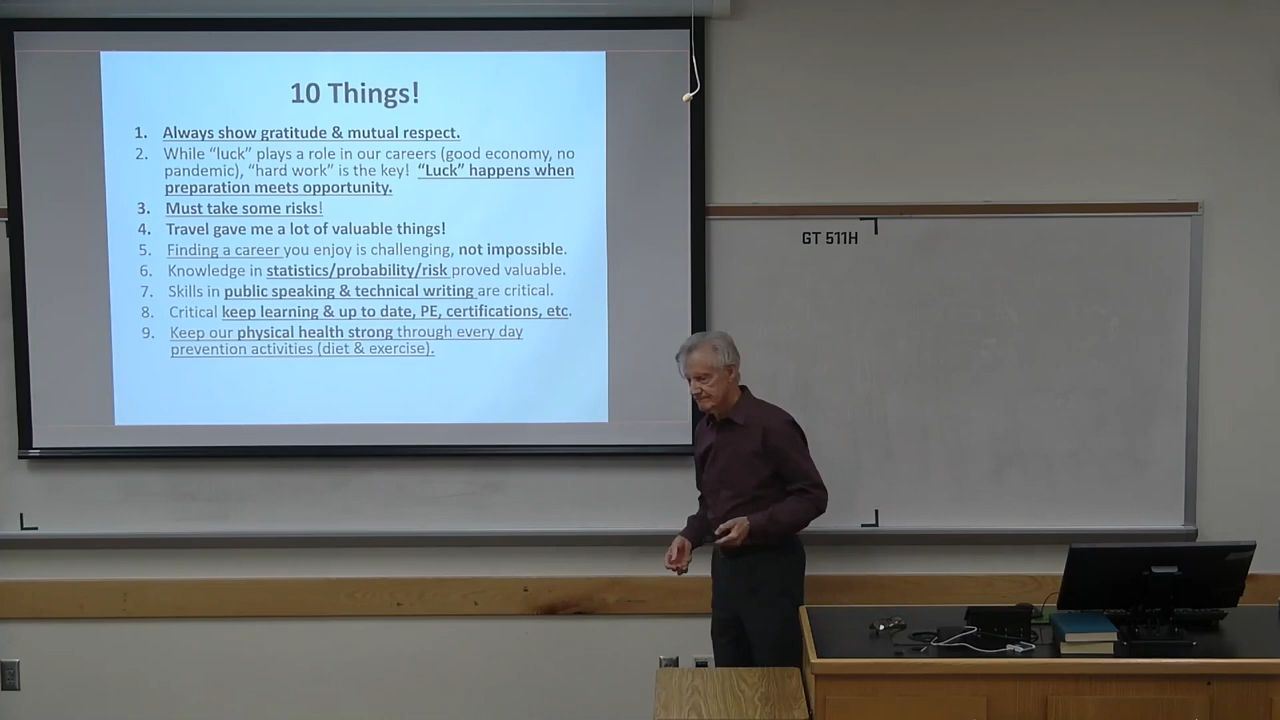 10 Things!
1. Always show gratitude & mutual respect.
2. While “luck” plays a role in our careers (good economy, no
pandemic), “hard work” is the key! “Luck” happens when
preparation meets opportunity.
3. Must take some risks!
4. Travel gave me a lot of valuable things!
5. Finding a career you enjoy is challenging, not impossible.
6. Knowledge in statistics/probability/risk proved valuable.
7. Skills in public speaking & technical writing are critical.
8. Critical keep learning & up to date, PE, certifications, etc.
9. Keep our physical health strong through every day
prevention activities (diet & exercise).
GT 511H